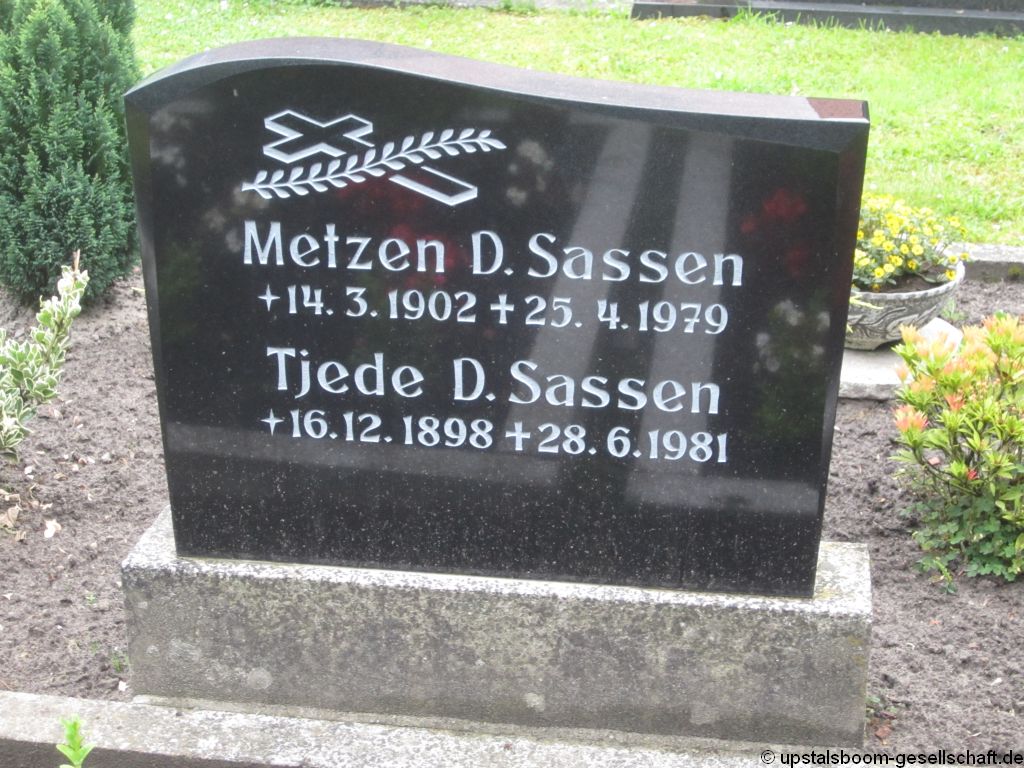 Metzen D. Sassen
+14. 3. 1902 + 25. 4. 1979
Tjede D. Sassen
+16. 12. 1898 + 28. 6. 1981
© upstalsboom-gesellschaft.de